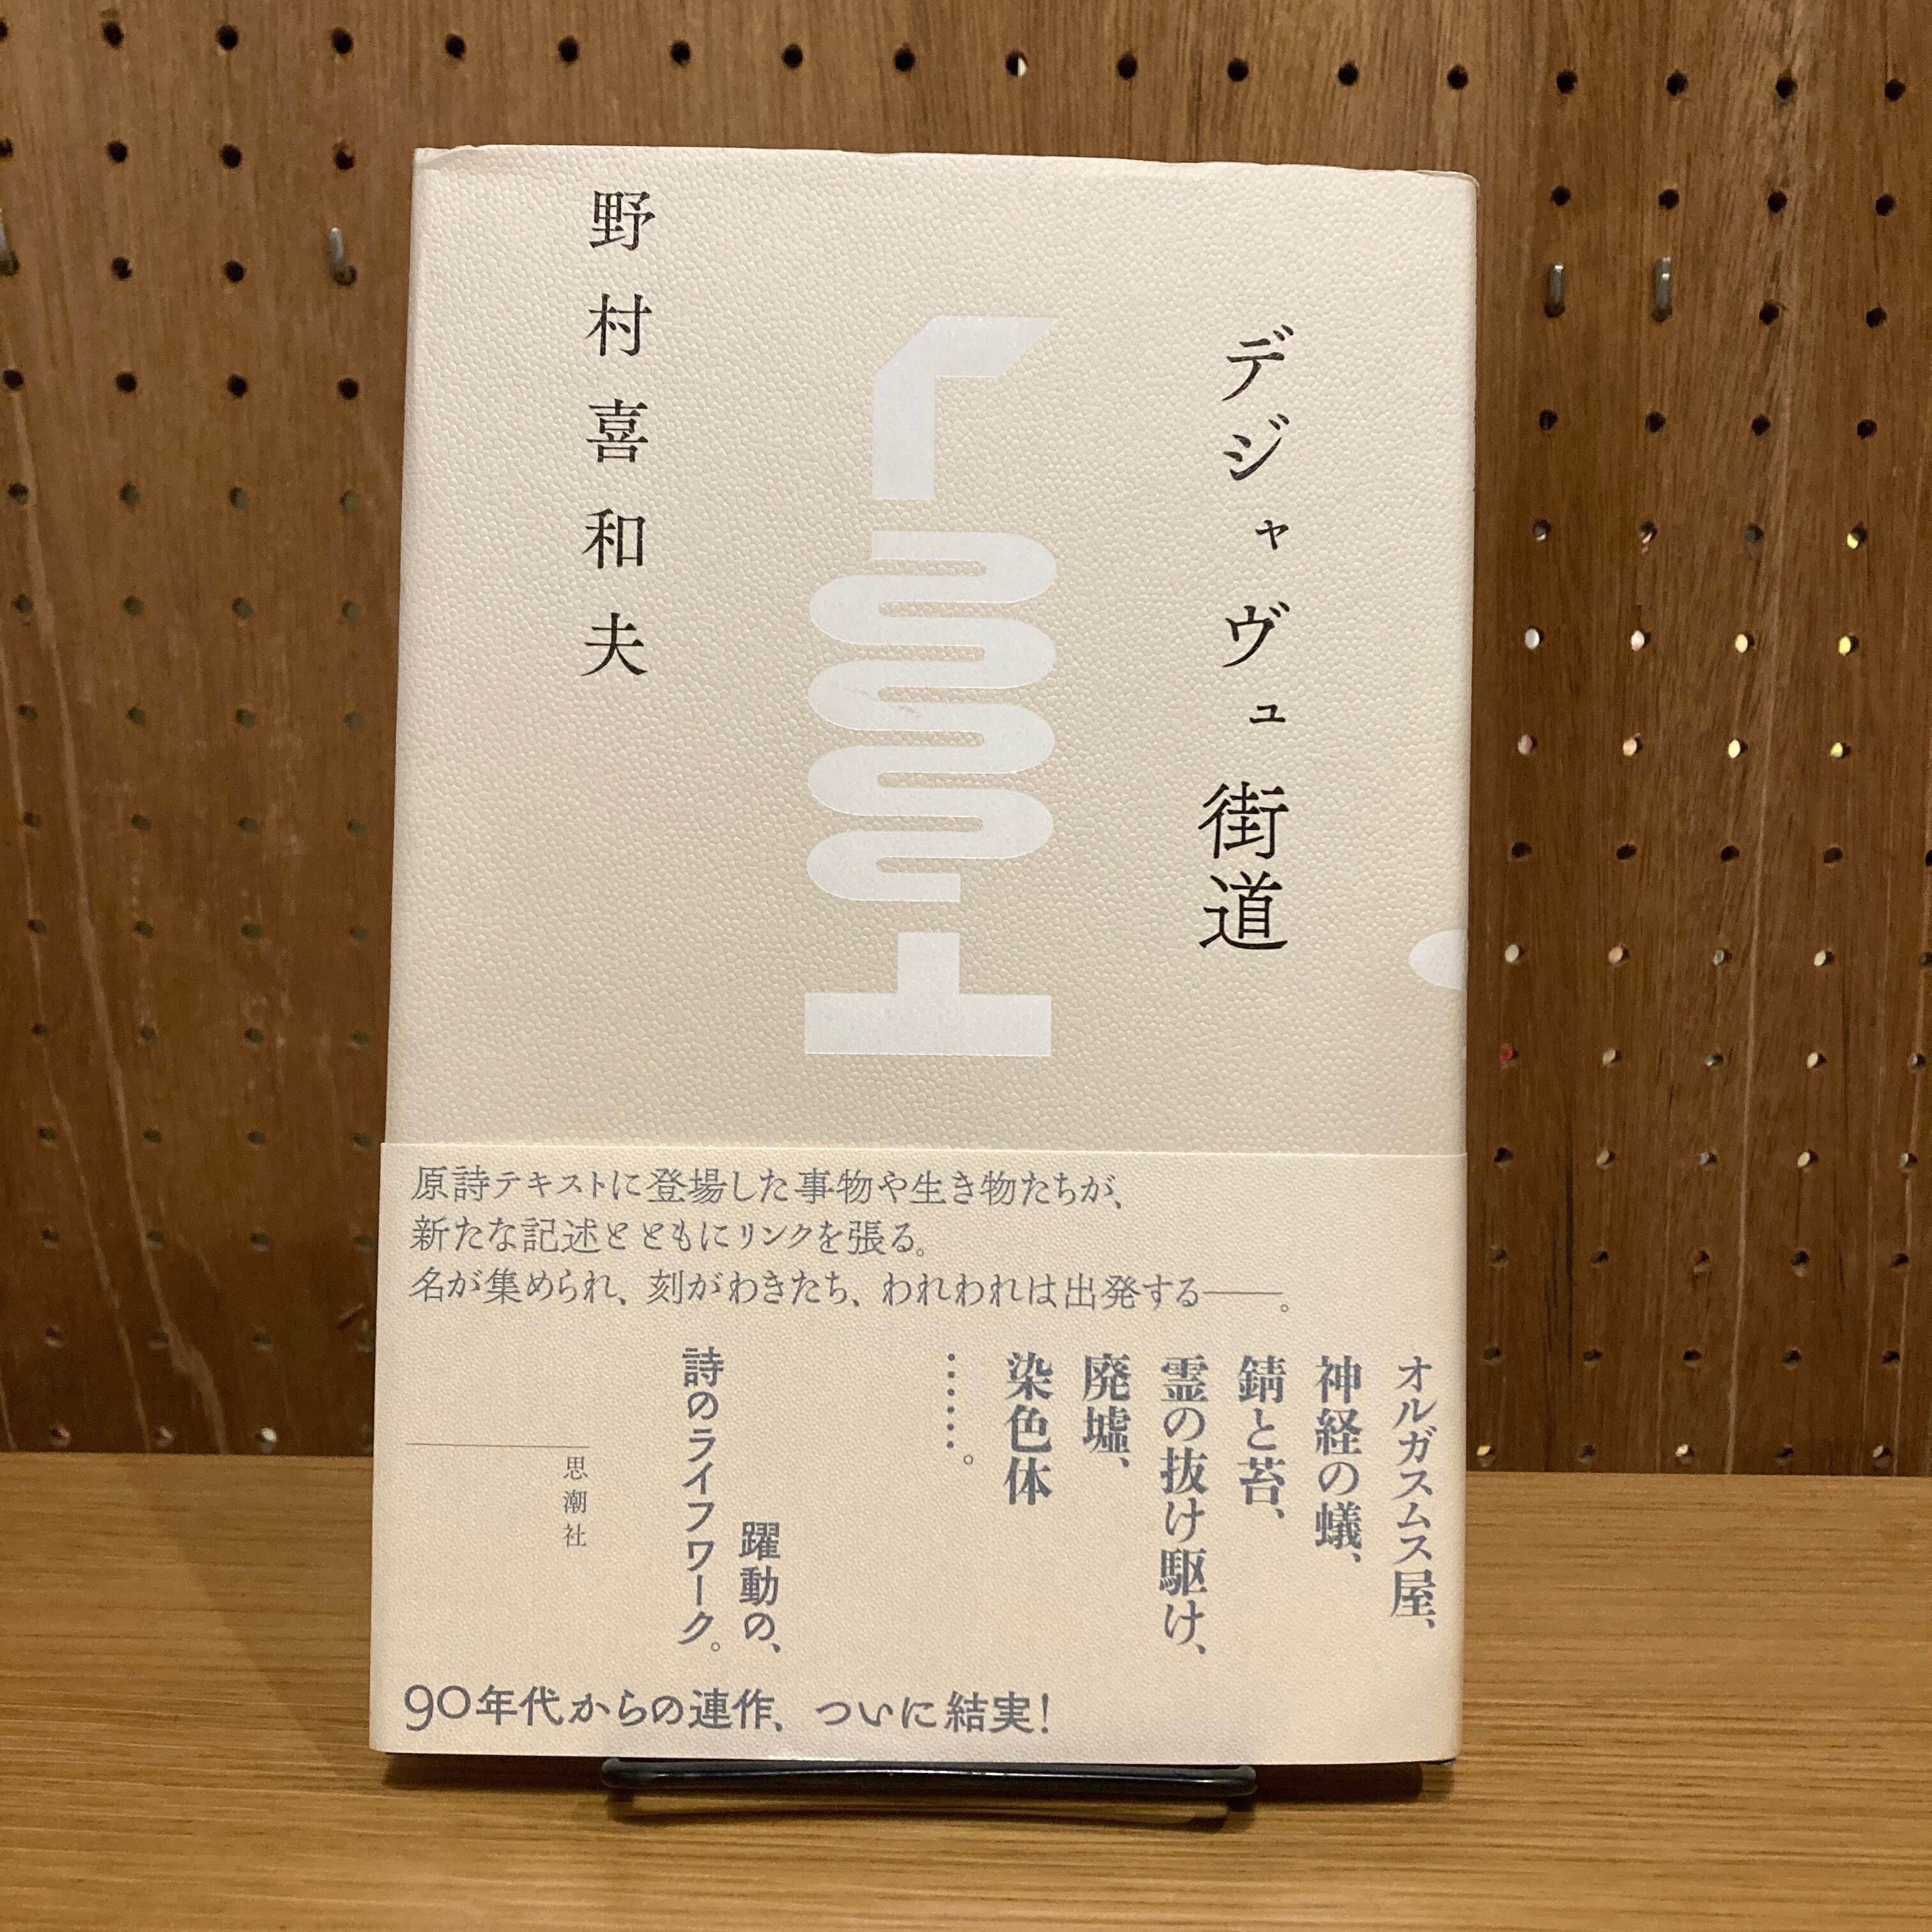 デジャヴュ街道
野村喜和夫
原詩テキストに登場した事物や生き物たちが、
新たな記述とともにリンクを張る。
名が集められ、刻がわきたち、われわれは出発する――。
オルガスムス屋、
神経の蟻、
錆と苔、
霊の抜け駆け、
廃墟、
染色体
……。
躍動の、
詩のライフワーク。
思潮社
90年代からの連作、ついに結実!